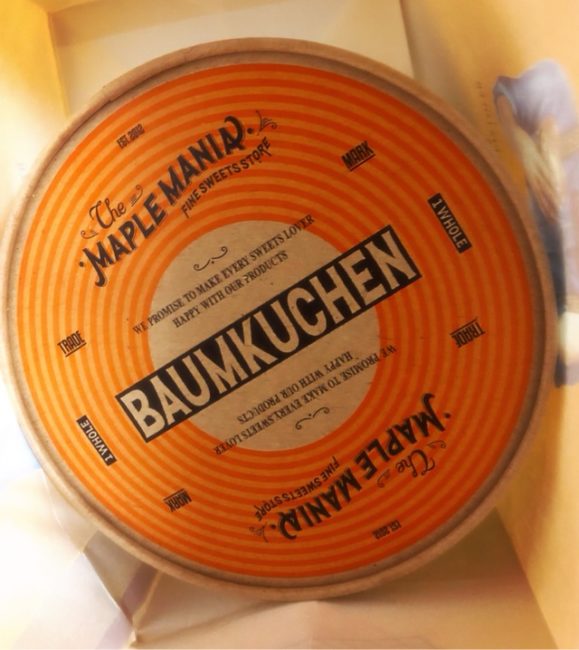 EST.2012
The
MAPLE MANIA
FINE SWEETS STORE
MARK
1 WHOLE
WE PROMISE TO MAKE EVERY SWEETS LOVER
HAPPY WITH OUR PRODUCTS
TRADE
BAUMKUCHEN
TRADE
WE PROMISE TO MAKE EVERY SWEETS LOVER
HAPPY WITH OUR PRODUCTS
1 WHOLE
MARK
The
MAPLE MANIA
FINE SWEETS STORE
EST.2012